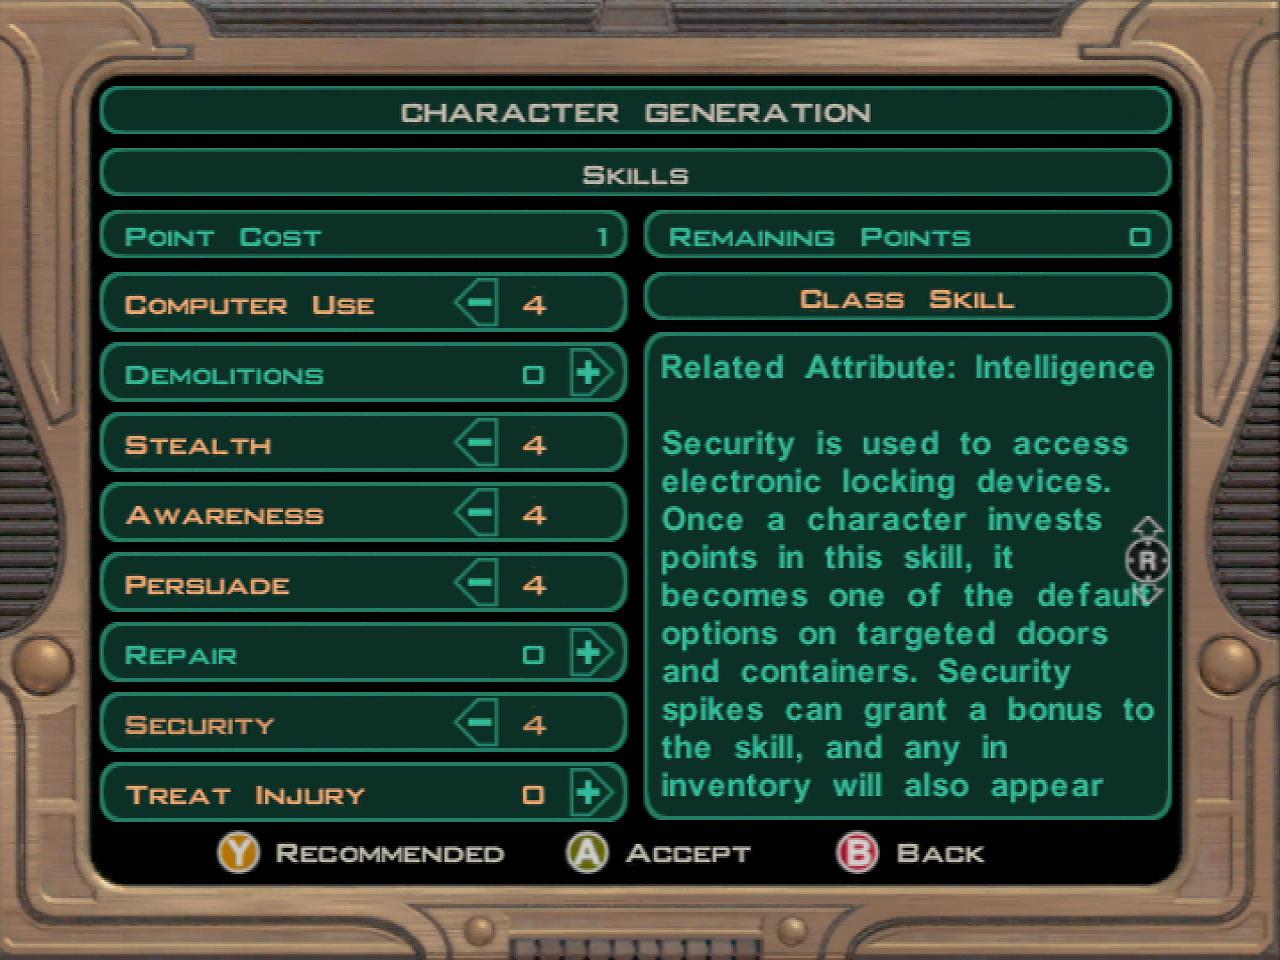 CHARACTER GENERATION
SKILLS
POINT COST 1
REMAINING POINTS 0
COMPUTER USE 4
DEMOLITIONS 0
STEALTH 4
AWARENESS 4
PERSUADE 4
REPAIR 0
SECURITY 4
TREAT INJURY 0
CLASS SKILL
Related Attribute: Intelligence
Security is used to access
electronic locking devices.
Once a character invests
points in this skill, it
becomes one of the default
options on targeted doors
and containers. Security
spikes can grant a bonus to
the skill, and any in
inventory will also appear
R
Y RECOMMENDED
A ACCEPT
B BACK